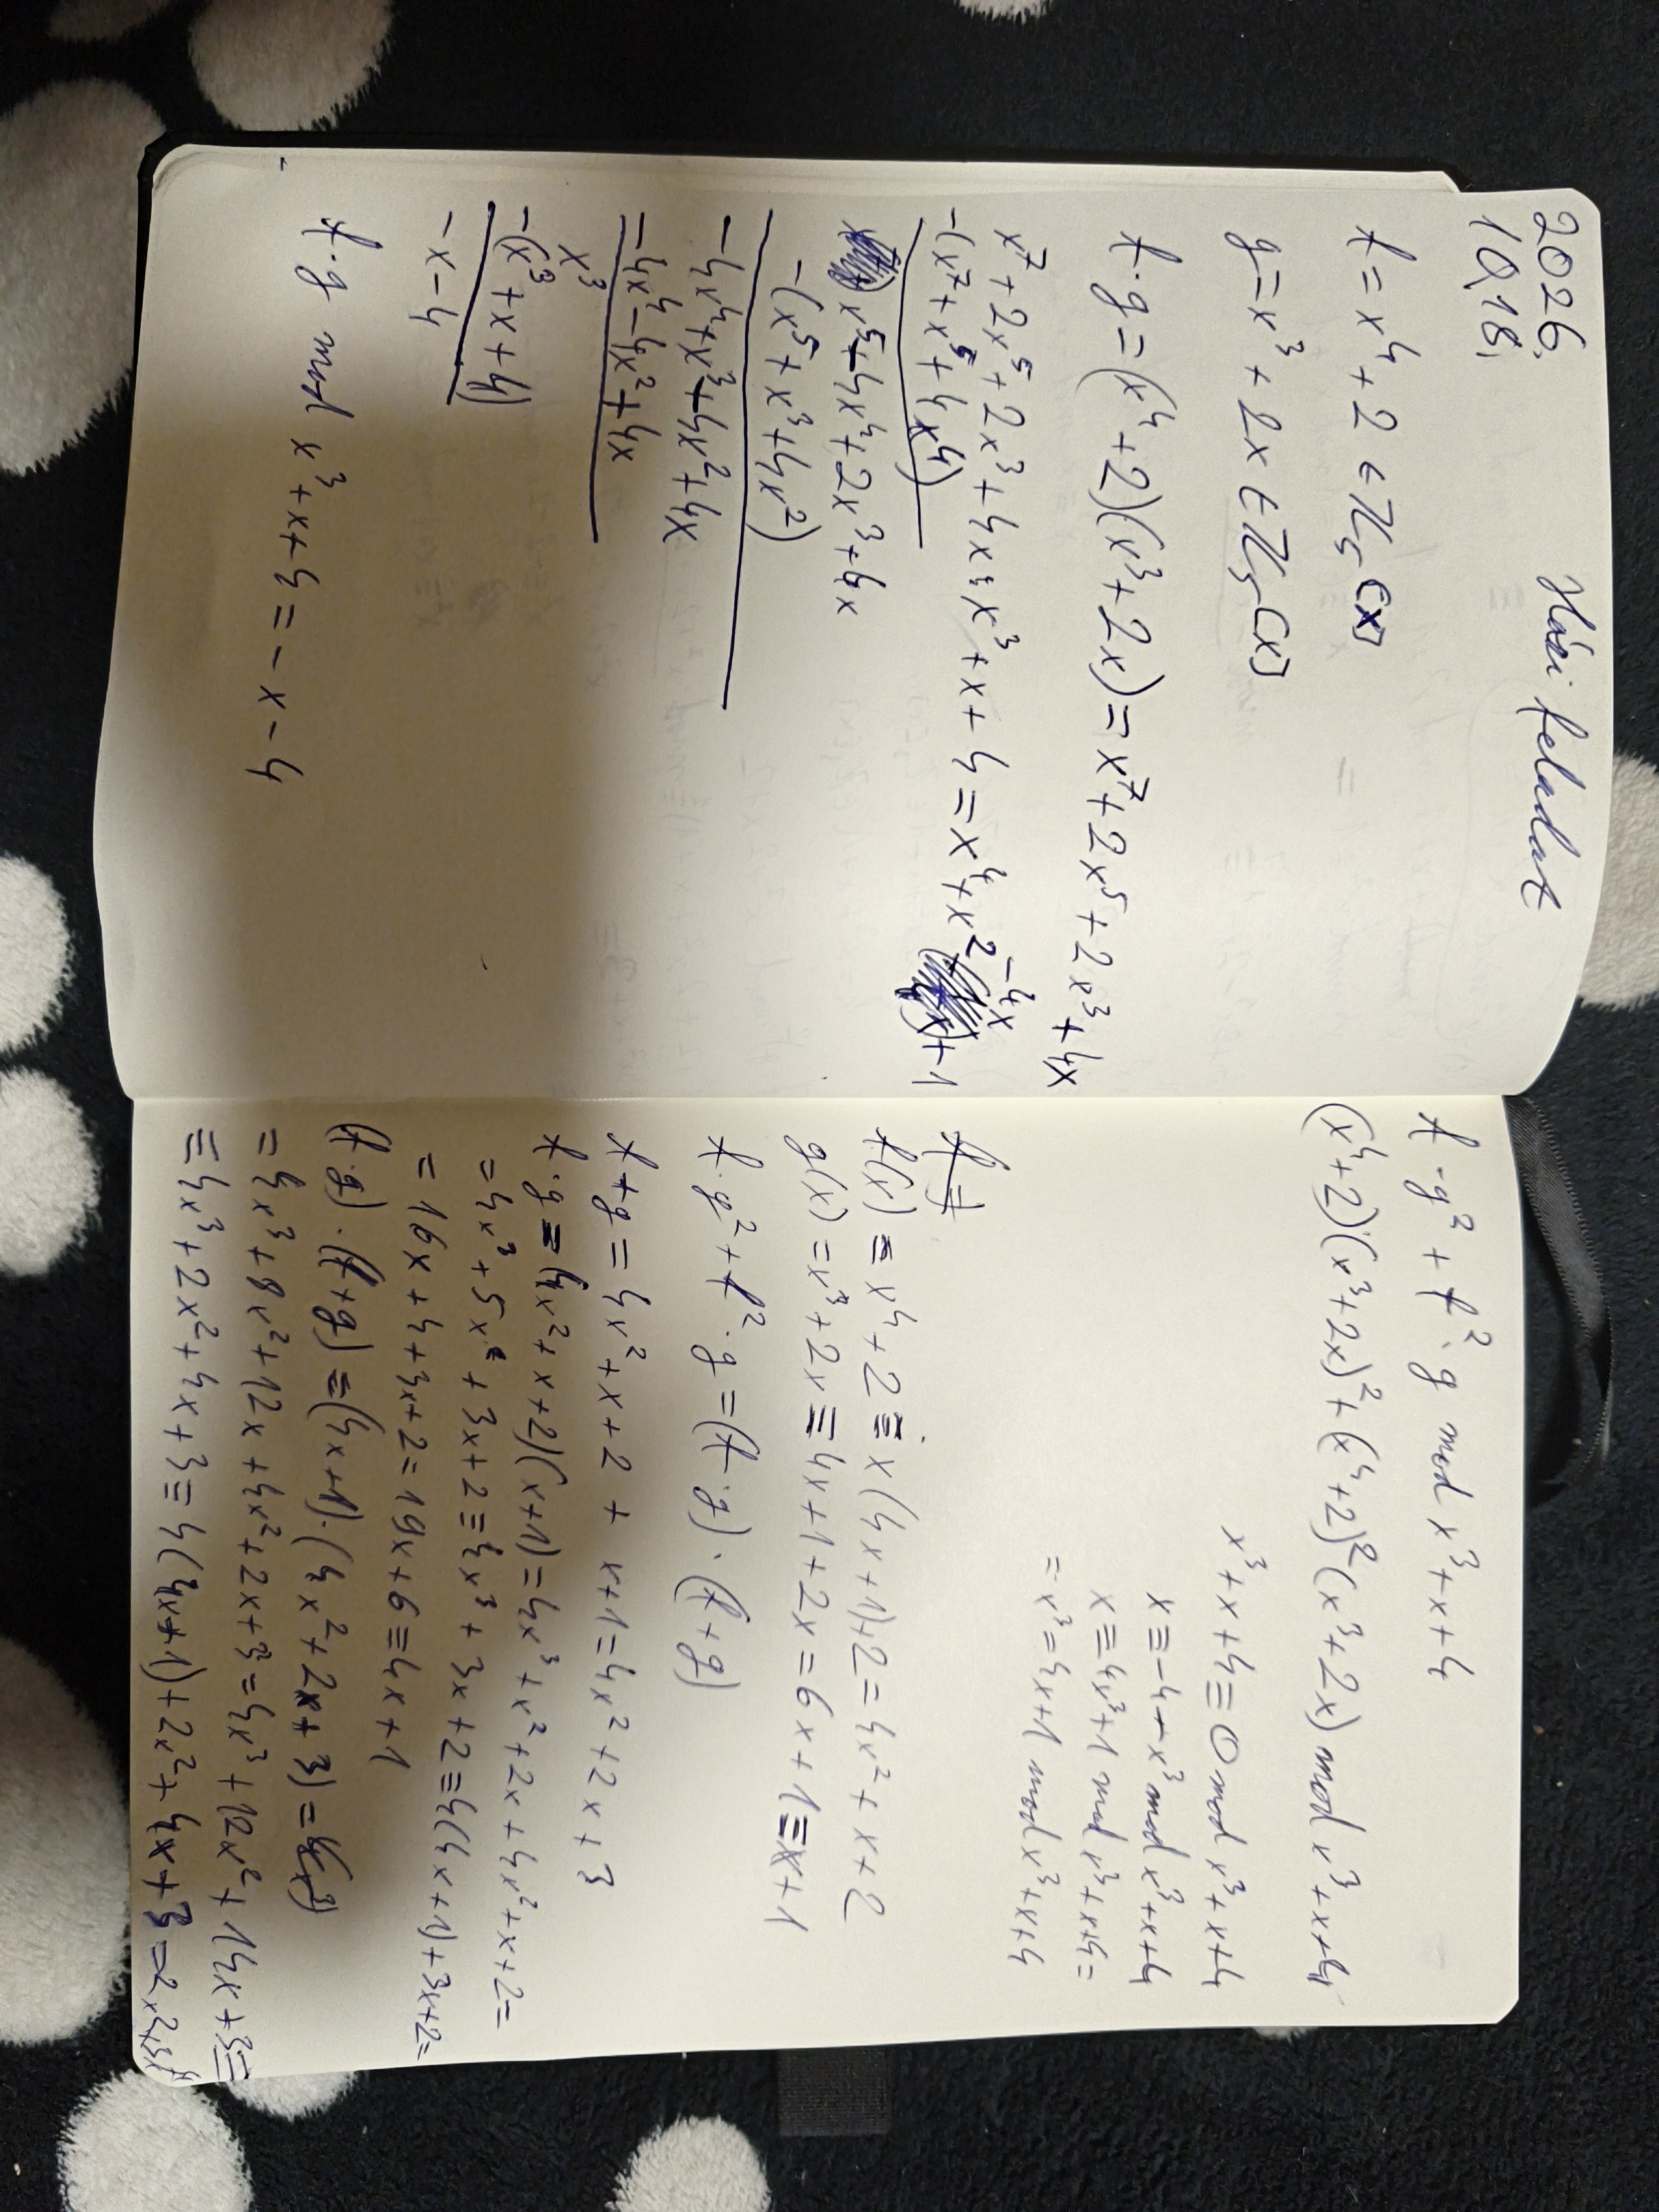 2026. Házi feladat
10.18.
f = x⁴ + 2 ∈ ℤ₅[x]
g = x³ + 2x ∈ ℤ₅[x]
f·g = (x⁴ + 2)(x³ + 2x) = x⁷ + 2x⁵ + 2x³ + 4x
x⁷ + 2x⁵ + 2x³ + 4x : x³ + x + 4 = x⁴ + x² - 4x + 1
-(x⁷ + x⁵ + 4x⁴)
x⁵ - 4x⁴ + 2x³ + 4x
-(x⁵ + x³ + 4x²)
-4x⁴ + x³ - 4x² + 4x
= -4x⁴ - 4x² + 4x
x³
-(x³ + x + 4)
-x - 4
f·g mod x³ + x + 4 = -x - 4
f·g² + f²·g mod x³ + x + 4
(x⁴ + 2)(x³ + 2x)² + (x⁴ + 2)²(x³ + 2x) mod x³ + x + 4
x³ + x + 4 ≡ 0 mod x³ + x + 4
x ≡ -4 - x³ mod x³ + x + 4
x ≡ 4x³ + 1 mod x³ + x + 4 =
= x³ = 4x + 1 mod x³ + x + 4
f(x) ≡ x⁴ + 2 ≡ x(4x + 1) + 2 = 4x² + x + 2
g(x) = x³ + 2x ≡ 4x + 1 + 2x = 6x + 1 ≡ x + 1
f·g² + f²·g = (f·g)·(f + g)
f + g = 4x² + x + 2 + x + 1 = 4x² + 2x + 3
f·g = (4x² + x + 2)(x + 1) = 4x³ + x² + 2x + 4x² + x + 2 =
= 4x³ + 5x² + 3x + 2 ≡ 4x³ + 3x + 2 ≡ 4(4x + 1) + 3x + 2 =
= 16x + 4 + 3x + 2 = 19x + 6 ≡ 4x + 1
(f·g)·(f + g) = (4x + 1)·(4x² + 2x + 3) =
= 4x³ + 8x² + 12x + 4x² + 2x + 3 = 4x³ + 12x² + 14x + 3 ≡
≡ 4x³ + 2x² + 4x + 3 ≡ 4(4x + 1) + 2x² + 4x + 3 = 2x²